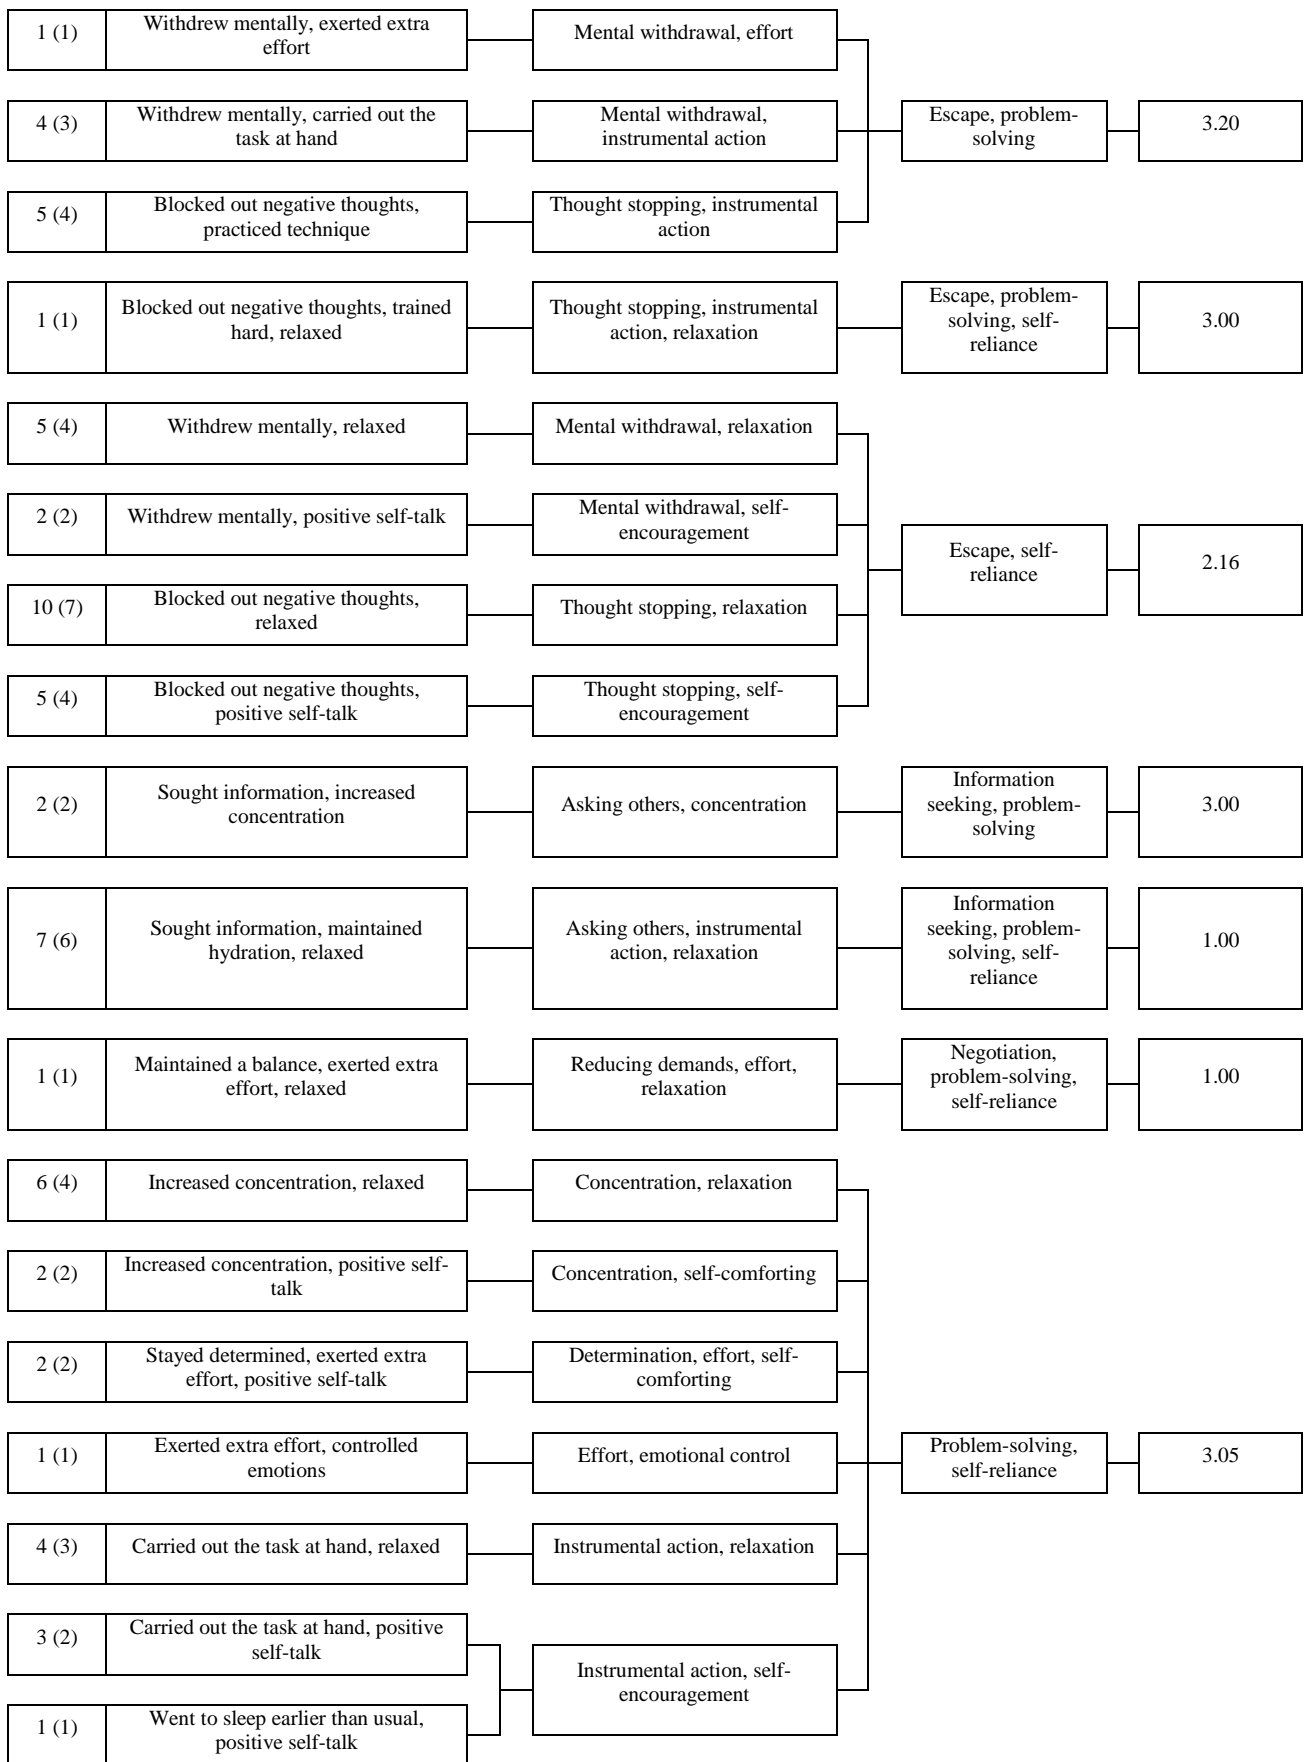 1 (1)
Withdrew mentally, exerted extra
effort
Mental withdrawal, effort
4 (3)
Withdrew mentally, carried out the
task at hand
Mental withdrawal,
instrumental action
Escape, problem-
solving
3.20
5 (4)
Blocked out negative thoughts,
practiced technique
Thought stopping, instrumental
action
1 (1)
Blocked out negative thoughts, trained
hard, relaxed
Thought stopping, instrumental
action, relaxation
Escape, problem-
solving, self-
reliance
3.00
5 (4)
Withdrew mentally, relaxed
Mental withdrawal, relaxation
2 (2)
Withdrew mentally, positive self-talk
Mental withdrawal, self-
encouragement
Escape, self-
reliance
2.16
10 (7)
Blocked out negative thoughts,
relaxed
Thought stopping, relaxation
5 (4)
Blocked out negative thoughts,
positive self-talk
Thought stopping, self-
encouragement
2 (2)
Sought information, increased
concentration
Asking others, concentration
Information
seeking, problem-
solving
3.00
7 (6)
Sought information, maintained
hydration, relaxed
Asking others, instrumental
action, relaxation
Information
seeking, problem-
solving, self-
reliance
1.00
1 (1)
Maintained a balance, exerted extra
effort, relaxed
Reducing demands, effort,
relaxation
Negotiation,
problem-solving,
self-reliance
1.00
6 (4)
Increased concentration, relaxed
Concentration, relaxation
2 (2)
Increased concentration, positive self-
talk
Concentration, self-comforting
2 (2)
Stayed determined, exerted extra
effort, positive self-talk
Determination, effort, self-
comforting
1 (1)
Exerted extra effort, controlled
emotions
Effort, emotional control
Problem-solving,
self-reliance
3.05
4 (3)
Carried out the task at hand, relaxed
Instrumental action, relaxation
3 (2)
Carried out the task at hand, positive
self-talk
Instrumental action, self-
encouragement
1 (1)
Went to sleep earlier than usual,
positive self-talk